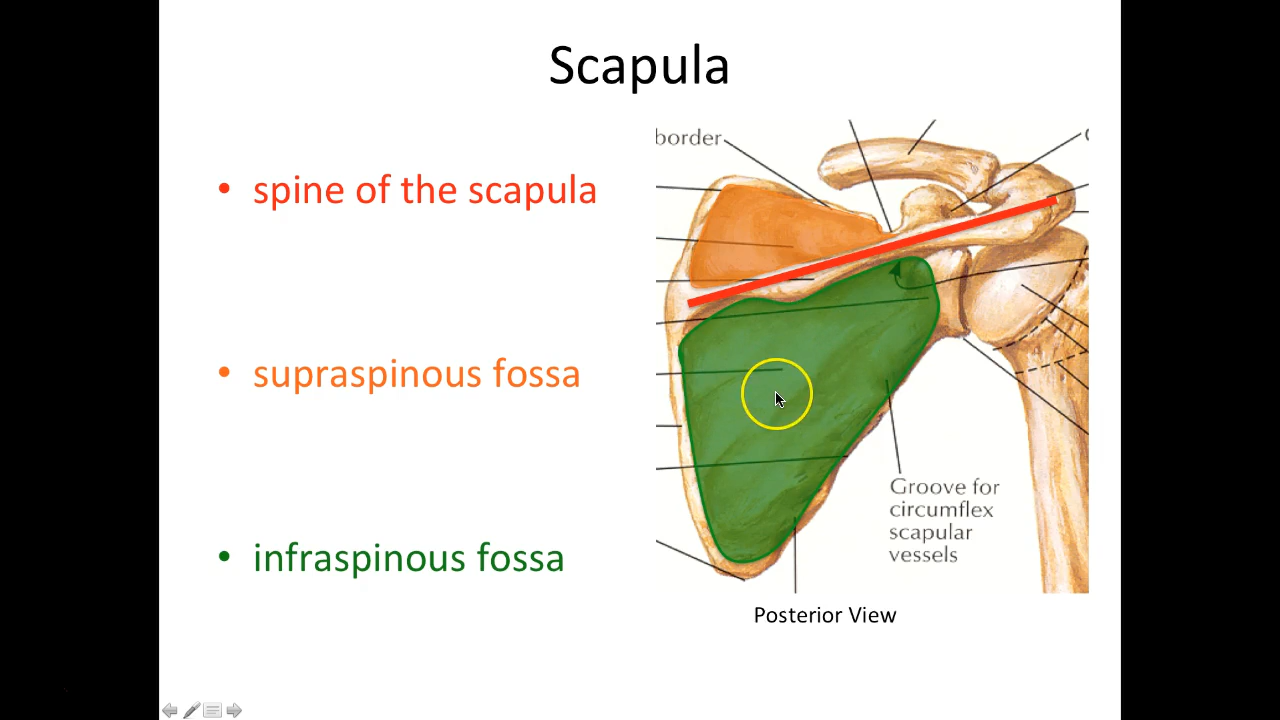 Scapula
border
• spine of the scapula
• supraspinous fossa
• infraspinous fossa
Groove for
circumflex
scapular
vessels
Posterior View